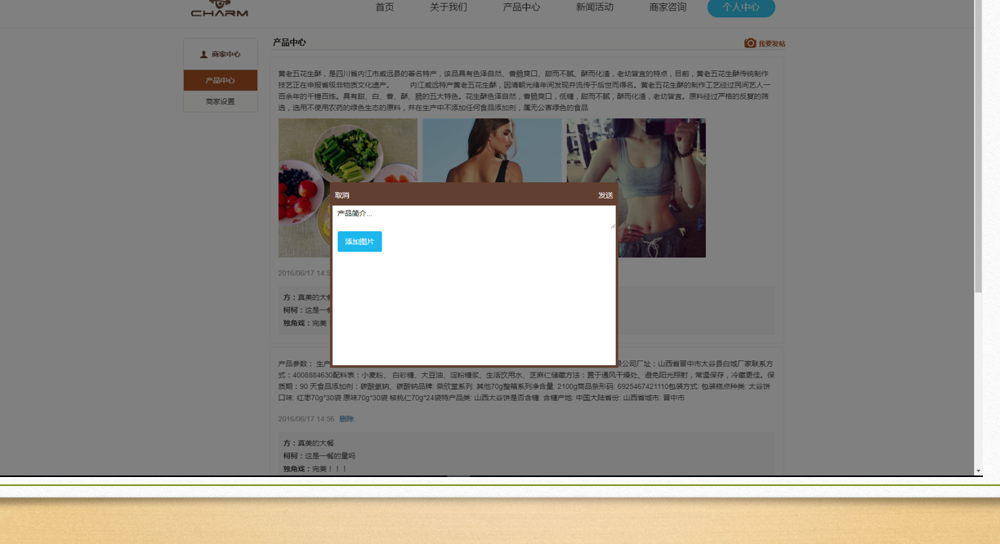 CHARM
首页 关于我们 产品中心 新闻活动 商家咨询 个人中心
商家中心
产品中心
商家设置
产品中心 我要发帖
黄老五花生酥，是四川省内江市威远县的著名特产，该品具有色泽自然、香脆爽口、甜而不腻、酥而化渣，老幼皆宜的特点，目前，黄老五花生酥传统制作
技艺正在申报省级非物质文化遗产。 内江威远特产黄老五花生酥，因清朝光绪年间发现并流传于后世而得名。黄老五花生酥的制作工艺经过民间艺人一
百余年的千锤百炼。具有甜、白、香、酥、脆的五大特色。花生酥色泽自然，香脆爽口，低糖，甜而不腻，酥而化渣，老幼皆宜。原料经过严格的反复的筛
选，选用不使用农药的绿色生态的原料，并在生产中不添加任何食品添加剂，属无公害绿色的食品
取消 发送
产品简介...
添加图片
2016/06/17 14:5
方：真美的大餐
柯柯：这是一餐
独角戏：完美
产品参数： 生产 限公司厂址：山西省晋中市太谷县白城厂家联系方
式：4008884630配料表：小麦粉、 白砂糖、大豆油、淀粉糖浆、生活饮用水、芝麻仁储藏方法：置于通风干燥处、避免阳光照射，常温保存，冷藏更佳。保
质期：90 天食品添加剂：碳酸氢钠、碳酸钠品牌: 荣欣堂系列: 其他70g整箱系列净含量: 2100g商品条形码: 6925467421110包装方式: 包装糕点种类: 太谷饼
口味: 红枣70g*30袋 原味70g*30袋 核桃仁70g*24袋特产品类: 山西太谷饼是否含糖: 含糖产地: 中国大陆省份: 山西省城市: 晋中市
2016/06/17 14:56 删除
方：真美的大餐
柯柯：这是一餐的量吗
独角戏：完美！！！